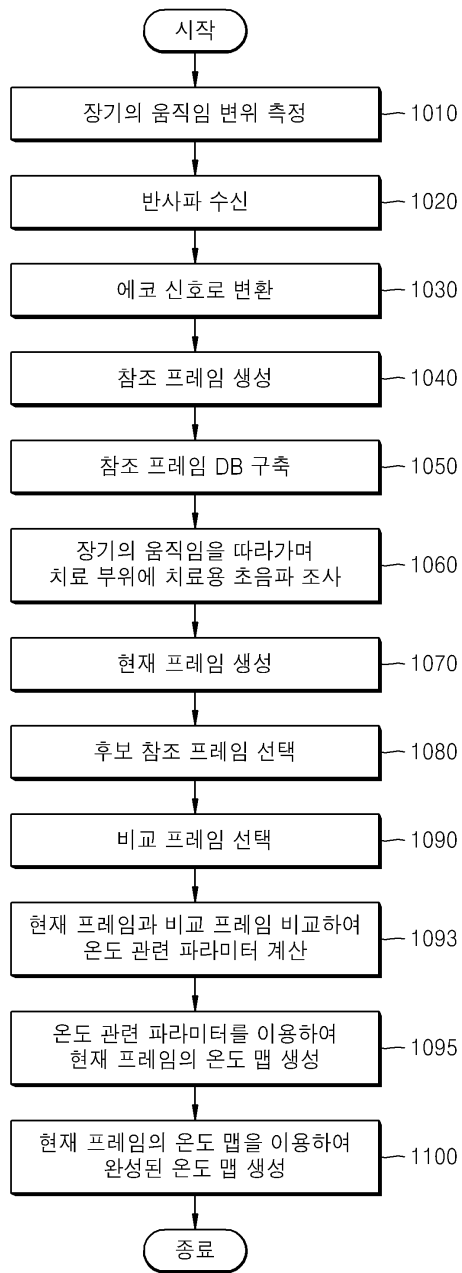 시작
장기의 움직임 변위 측정
1010
반사파 수신
1020
에코 신호로 변환
1030
참조 프레임 생성
1040
참조 프레임 DB 구축
1050
장기의 움직임을 따라가며
치료 부위에 치료용 초음파 조사
1060
현재 프레임 생성
1070
후보 참조 프레임 선택
1080
비교 프레임 선택
1090
현재 프레임과 비교 프레임 비교하여
온도 관련 파라미터 계산
1093
온도 관련 파라미터를 이용하여
현재 프레임의 온도 맵 생성
1095
현재 프레임의 온도 맵을 이용하여
완성된 온도 맵 생성
1100
종료